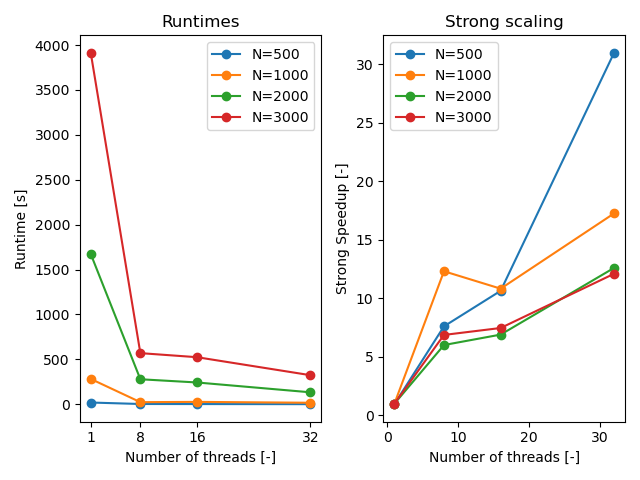 Runtimes
4000
3500
3000
2500
2000
1500
1000
500
0
Runtime [s]
N=500
N=1000
N=2000
N=3000
1 8 16 32
Number of threads [-]
Strong scaling
30
25
20
15
10
5
0
Strong Speedup [-]
N=500
N=1000
N=2000
N=3000
0 10 20 30
Number of threads [-]